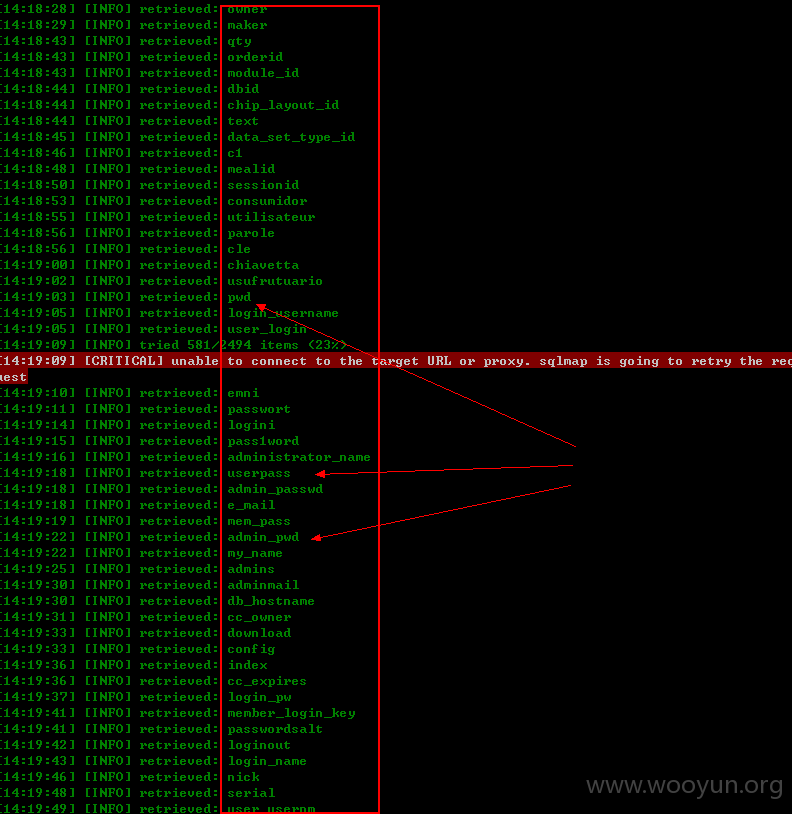 [14:18:28] [INFO] retrieved: owner
[14:18:29] [INFO] retrieved: maker
[14:18:43] [INFO] retrieved: qty
[14:18:43] [INFO] retrieved: orderid
[14:18:43] [INFO] retrieved: module_id
[14:18:44] [INFO] retrieved: dbid
[14:18:44] [INFO] retrieved: chip_layout_id
[14:18:44] [INFO] retrieved: text
[14:18:45] [INFO] retrieved: data_set_type_id
[14:18:46] [INFO] retrieved: c1
[14:18:48] [INFO] retrieved: mealid
[14:18:50] [INFO] retrieved: sessionid
[14:18:53] [INFO] retrieved: consumidor
[14:18:55] [INFO] retrieved: utilisateur
[14:18:56] [INFO] retrieved: parole
[14:18:56] [INFO] retrieved: cle
[14:19:00] [INFO] retrieved: chiavetta
[14:19:02] [INFO] retrieved: usufrutuario
[14:19:03] [INFO] retrieved: pwd
[14:19:05] [INFO] retrieved: login_username
[14:19:05] [INFO] retrieved: user_login
[14:19:09] [INFO] tried 581/2494 items (23%)
[14:19:09] [CRITICAL] unable to connect to the target URL or proxy. sqlmap is going to retry the req
uest
[14:19:10] [INFO] retrieved: emni
[14:19:11] [INFO] retrieved: passwort
[14:19:14] [INFO] retrieved: logini
[14:19:15] [INFO] retrieved: pass1word
[14:19:16] [INFO] retrieved: administrator_name
[14:19:18] [INFO] retrieved: userpass
[14:19:18] [INFO] retrieved: admin_passwd
[14:19:18] [INFO] retrieved: e_mail
[14:19:19] [INFO] retrieved: mem_pass
[14:19:22] [INFO] retrieved: admin_pwd
[14:19:22] [INFO] retrieved: my_name
[14:19:25] [INFO] retrieved: admins
[14:19:30] [INFO] retrieved: adminmail
[14:19:30] [INFO] retrieved: db_hostname
[14:19:31] [INFO] retrieved: cc_owner
[14:19:33] [INFO] retrieved: download
[14:19:33] [INFO] retrieved: config
[14:19:36] [INFO] retrieved: index
[14:19:36] [INFO] retrieved: cc_expires
[14:19:37] [INFO] retrieved: login_pw
[14:19:41] [INFO] retrieved: member_login_key
[14:19:41] [INFO] retrieved: passwordsalt
[14:19:42] [INFO] retrieved: loginout
[14:19:43] [INFO] retrieved: login_name
[14:19:46] [INFO] retrieved: nick
[14:19:48] [INFO] retrieved: serial
[14:19:49] [INFO] retrieved: user_usernm
www.wooyun.org